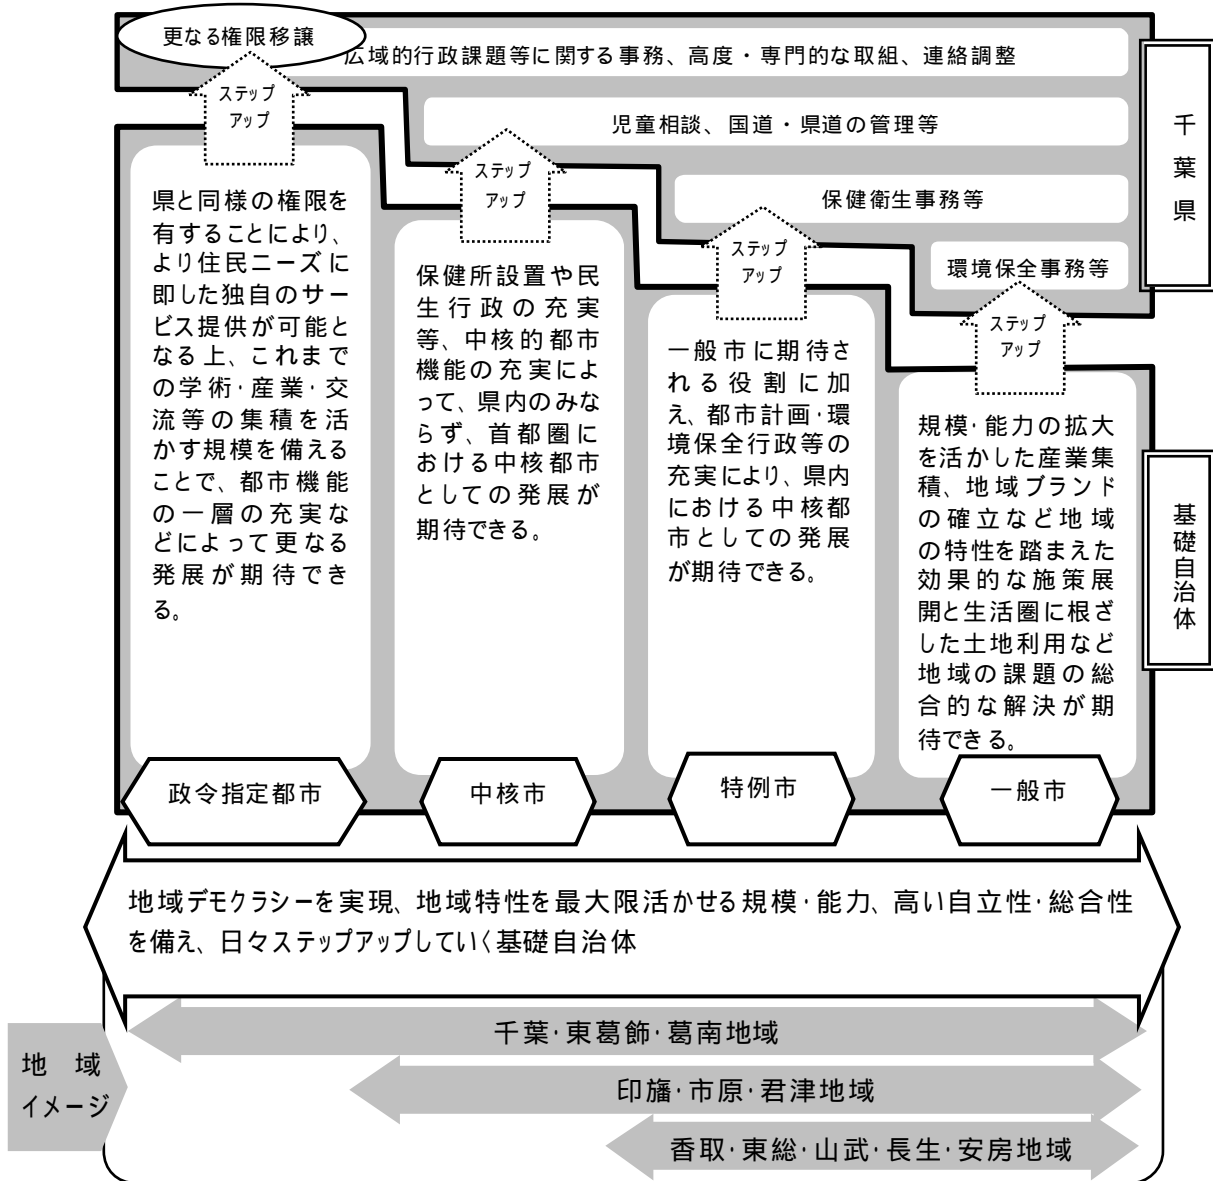 更なる権限移譲
広域的行政課題等に関する事務、高度・専門的な取組、連絡調整
ステップ
アップ
児童相談、国道・県道の管理等
千葉県
ステップ
アップ
保健衛生事務等
ステップ
アップ
環境保全事務等
ステップ
アップ
県と同様の権限を
有することにより、
より住民ニーズに
即した独自のサー
ビス提供が可能と
なる上、これまで
の学術・産業・交
流等の集積を活
かす規模を備える
ことで、都市機能
の一層の充実な
どによって更なる
発展が期待でき
る。
保健所設置や民
生行政の充実
等、中核的都市
機能の充実によ
って、県内のみな
らず、首都圏に
おける中核都市
としての発展が
期待できる。
一般市に期待さ
れる役割に加
え、都市計画・環
境保全行政等の
充実により、県内
における中核都
市としての発展
が期待できる。
規模・能力の拡大
を活かした産業集
積、地域ブランド
の確立など地域
の特性を踏まえた
効果的な施策展
開と生活圏に根ざ
した土地利用など
地域の課題の総
合的な解決が期
待できる。
基礎自治体
政令指定都市
中核市
特例市
一般市
地域デモクラシーを実現、地域特性を最大限活かせる規模・能力、高い自立性・総合性
を備え、日々ステップアップしていく基礎自治体
地 域
イメージ
千葉・東葛飾・葛南地域
印旛・市原・君津地域
香取・東総・山武・長生・安房地域